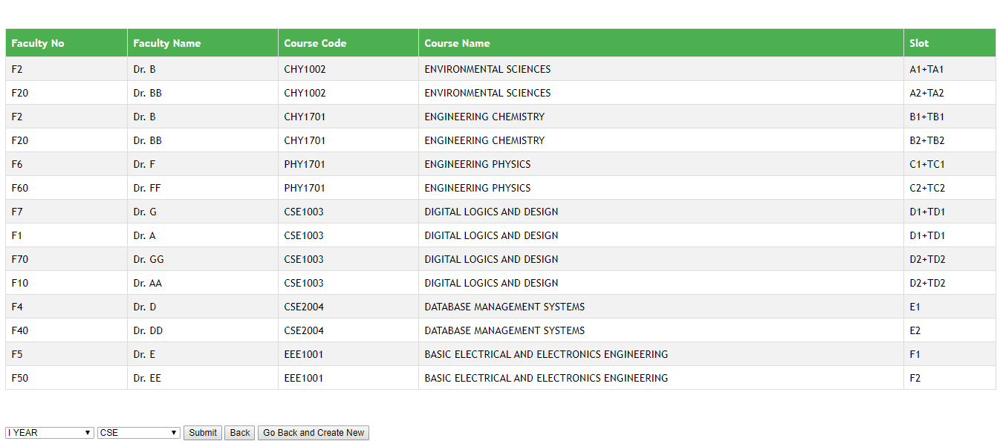 Faculty No Faculty Name Course Code Course Name Slot
F2 Dr. B CHY1002 ENVIRONMENTAL SCIENCES A1+TA1
F20 Dr. BB CHY1002 ENVIRONMENTAL SCIENCES A2+TA2
F2 Dr. B CHY1701 ENGINEERING CHEMISTRY B1+TB1
F20 Dr. BB CHY1701 ENGINEERING CHEMISTRY B2+TB2
F6 Dr. F PHY1701 ENGINEERING PHYSICS C1+TC1
F60 Dr. FF PHY1701 ENGINEERING PHYSICS C2+TC2
F7 Dr. G CSE1003 DIGITAL LOGICS AND DESIGN D1+TD1
F1 Dr. A CSE1003 DIGITAL LOGICS AND DESIGN D1+TD1
F70 Dr. GG CSE1003 DIGITAL LOGICS AND DESIGN D2+TD2
F10 Dr. AA CSE1003 DIGITAL LOGICS AND DESIGN D2+TD2
F4 Dr. D CSE2004 DATABASE MANAGEMENT SYSTEMS E1
F40 Dr. DD CSE2004 DATABASE MANAGEMENT SYSTEMS E2
F5 Dr. E EEE1001 BASIC ELECTRICAL AND ELECTRONICS ENGINEERING F1
F50 Dr. EE EEE1001 BASIC ELECTRICAL AND ELECTRONICS ENGINEERING F2
I YEAR CSE Submit Back Go Back and Create New